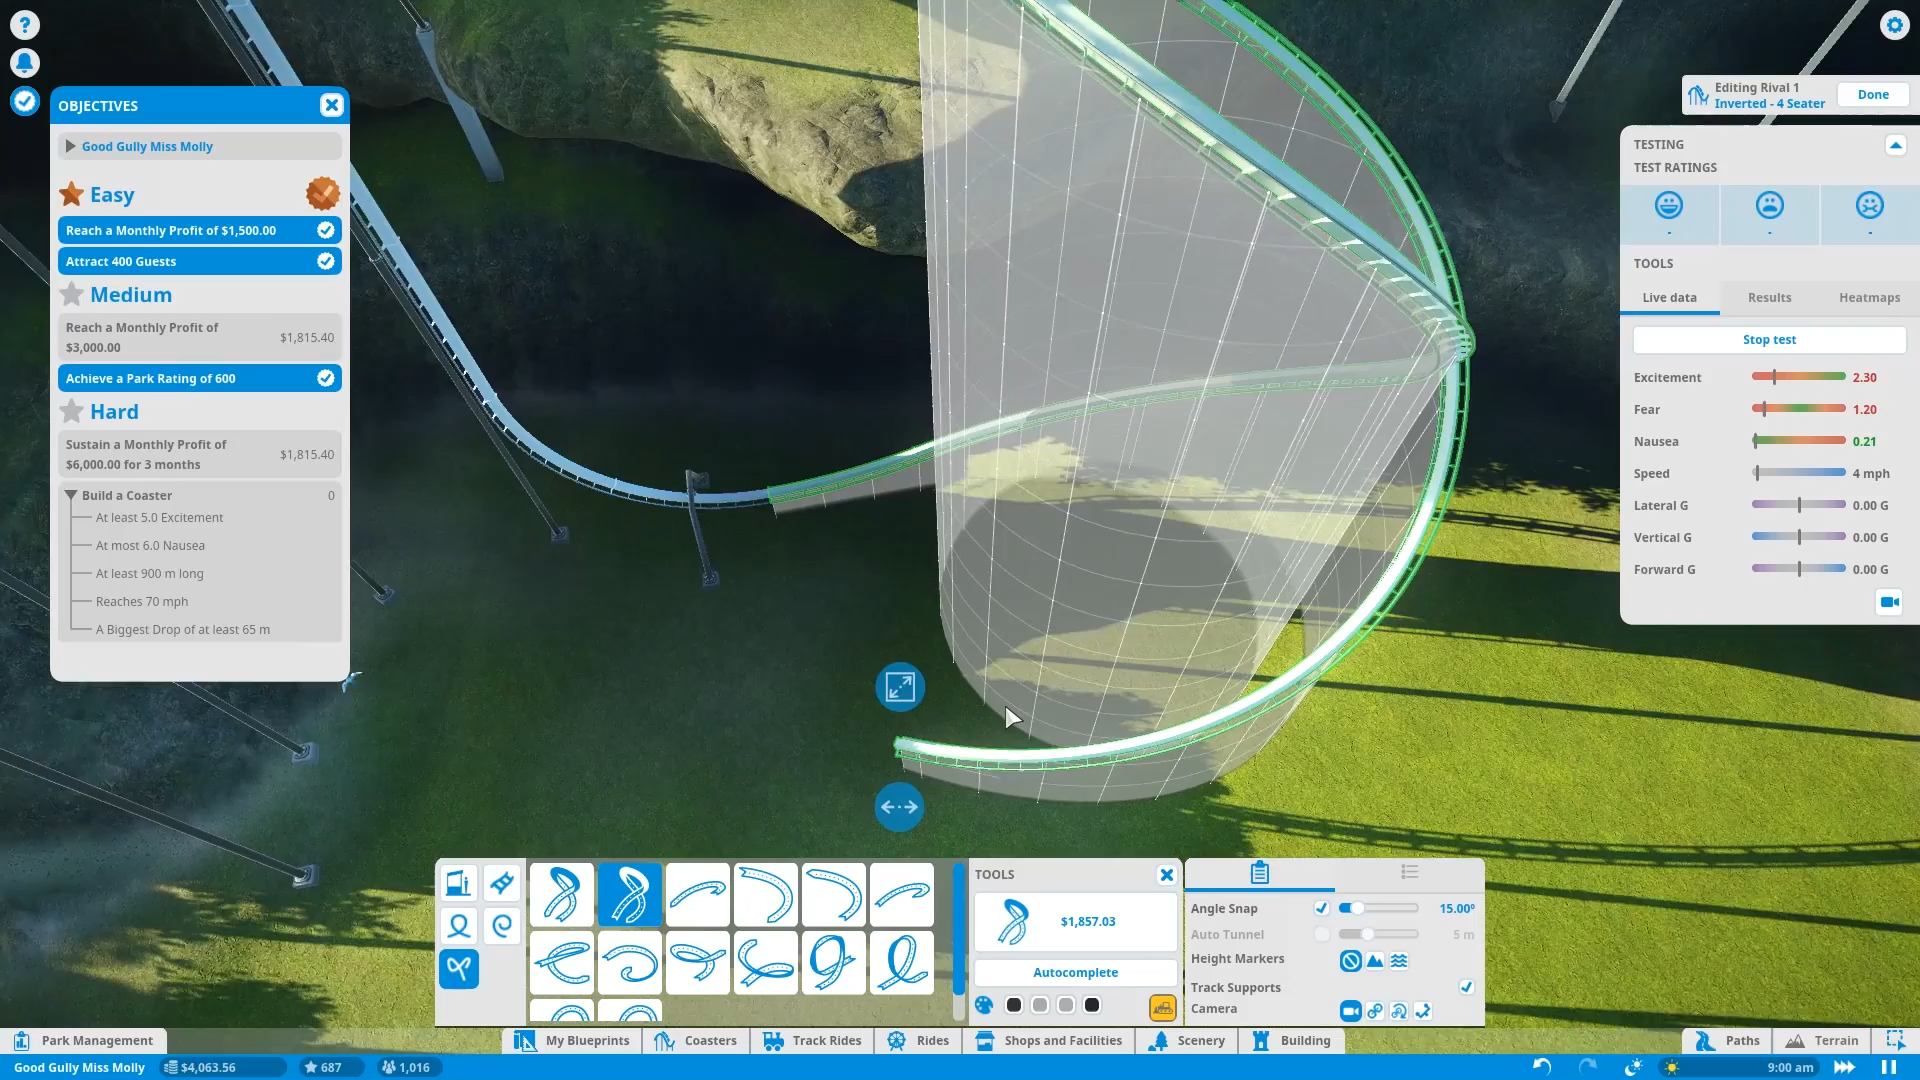 ?
OBJECTIVES
Good Gully Miss Molly
Easy
Reach a Monthly Profit of $1,500.00
Attract 400 Guests
Medium
Reach a Monthly Profit of
$3,000.00
$1,815.40
Achieve a Park Rating of 600
Hard
Sustain a Monthly Profit of
$6,000.00 for 3 months
$1,815.40
Build a Coaster 0
At least 5.0 Excitement
At most 6.0 Nausea
At least 900 m long
Reaches 70 mph
A Biggest Drop of at least 65 m
Editing Rival 1
Inverted - 4 Seater
Done
TESTING
TEST RATINGS
- - -
TOOLS
Live data Results Heatmaps
Stop test
Excitement 2.30
Fear 1.20
Nausea 0.21
Speed 4 mph
Lateral G 0.00 G
Vertical G 0.00 G
Forward G 0.00 G
TOOLS
$1,857.03
Autocomplete
Angle Snap 15.00°
Auto Tunnel 5 m
Height Markers
Track Supports
Camera
Park Management My Blueprints Coasters Track Rides Rides Shops and Facilities Scenery Building Paths Terrain
Good Gully Miss Molly $4,063.56 687 1,016 9:00 am